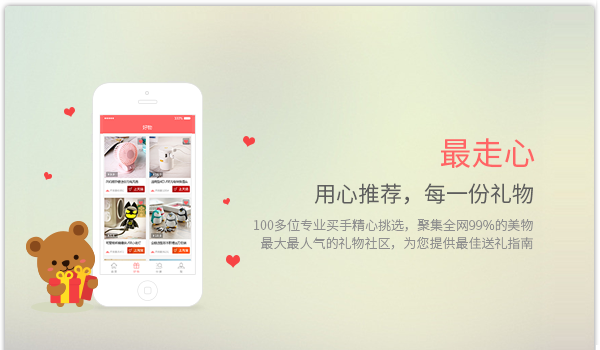 好物
最走心
用心推荐，每一份礼物
100多位专业买手精心挑选，聚集全网99%的美物
最大最人气的礼物社区，为您提供最佳送礼指南